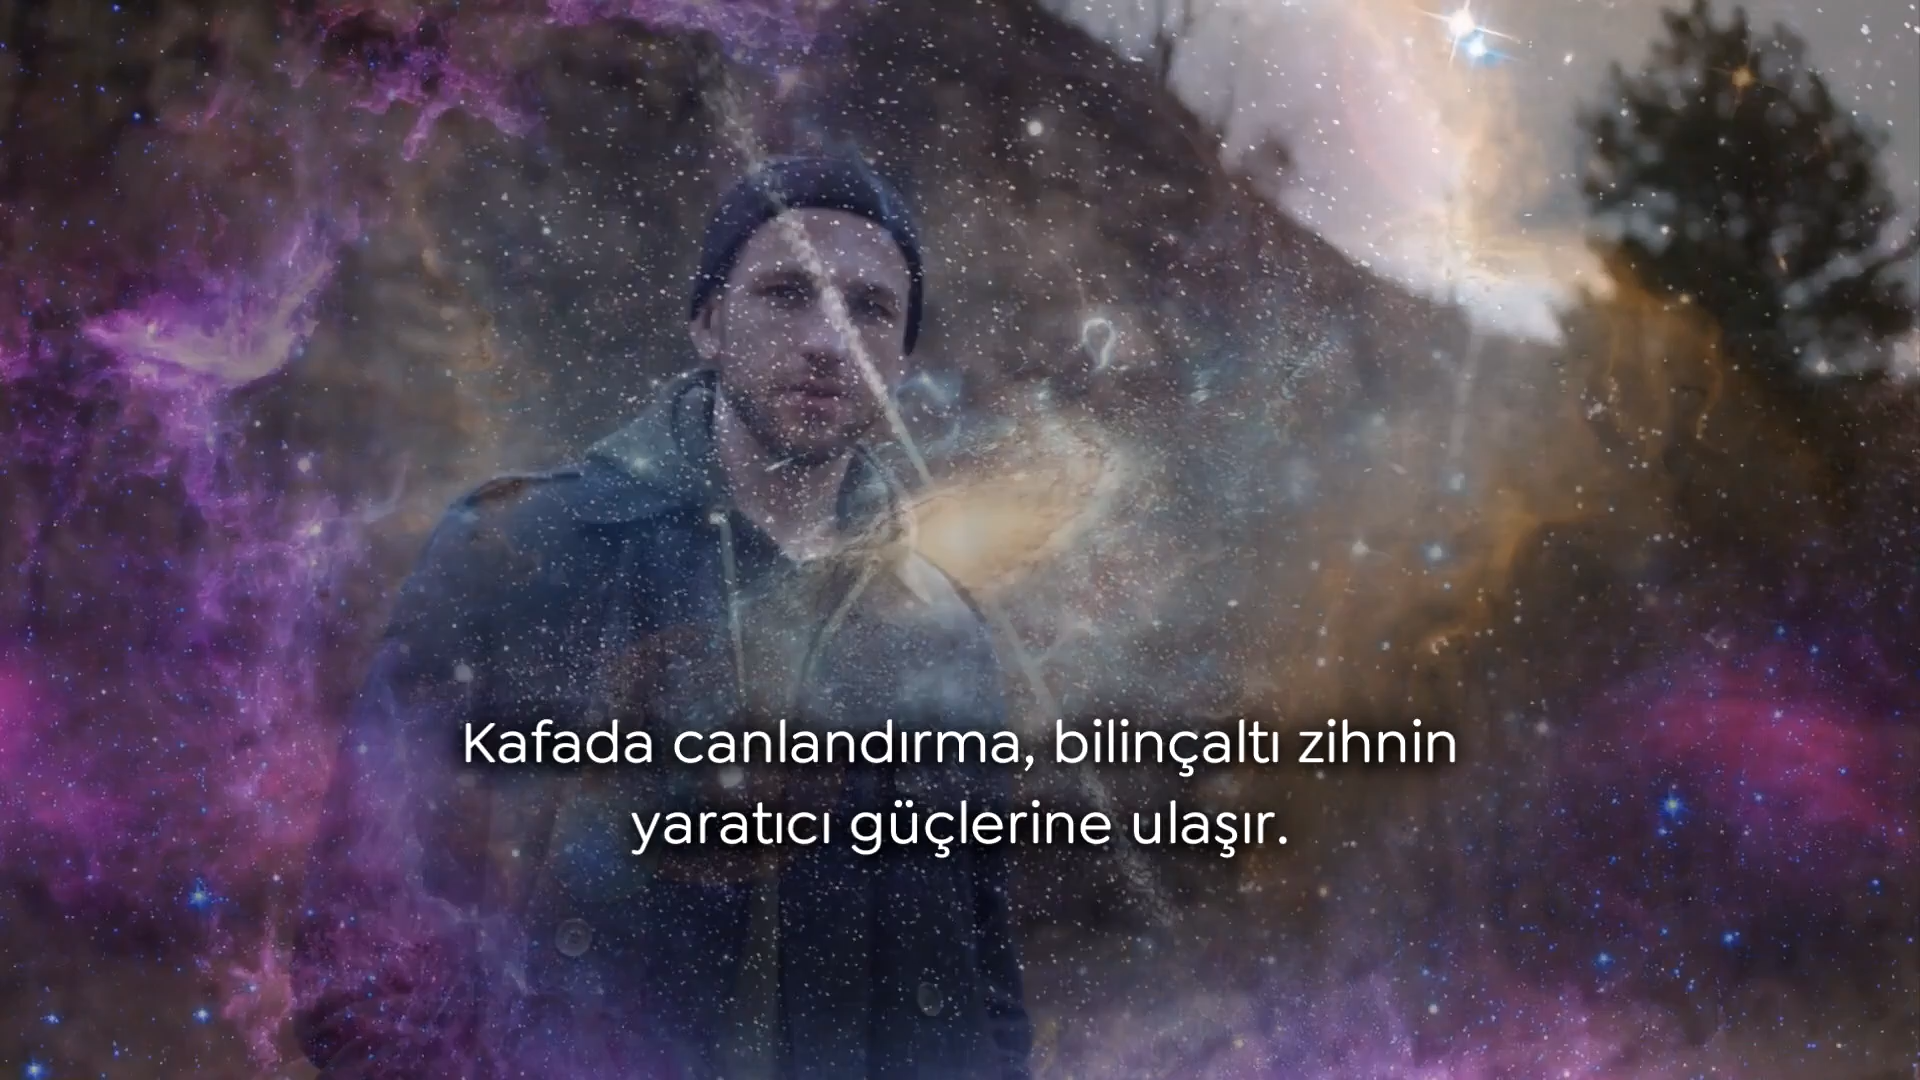 Kafada canlandırma, bilinçaltı zihnin
yaratıcı güçlerine ulaşır.